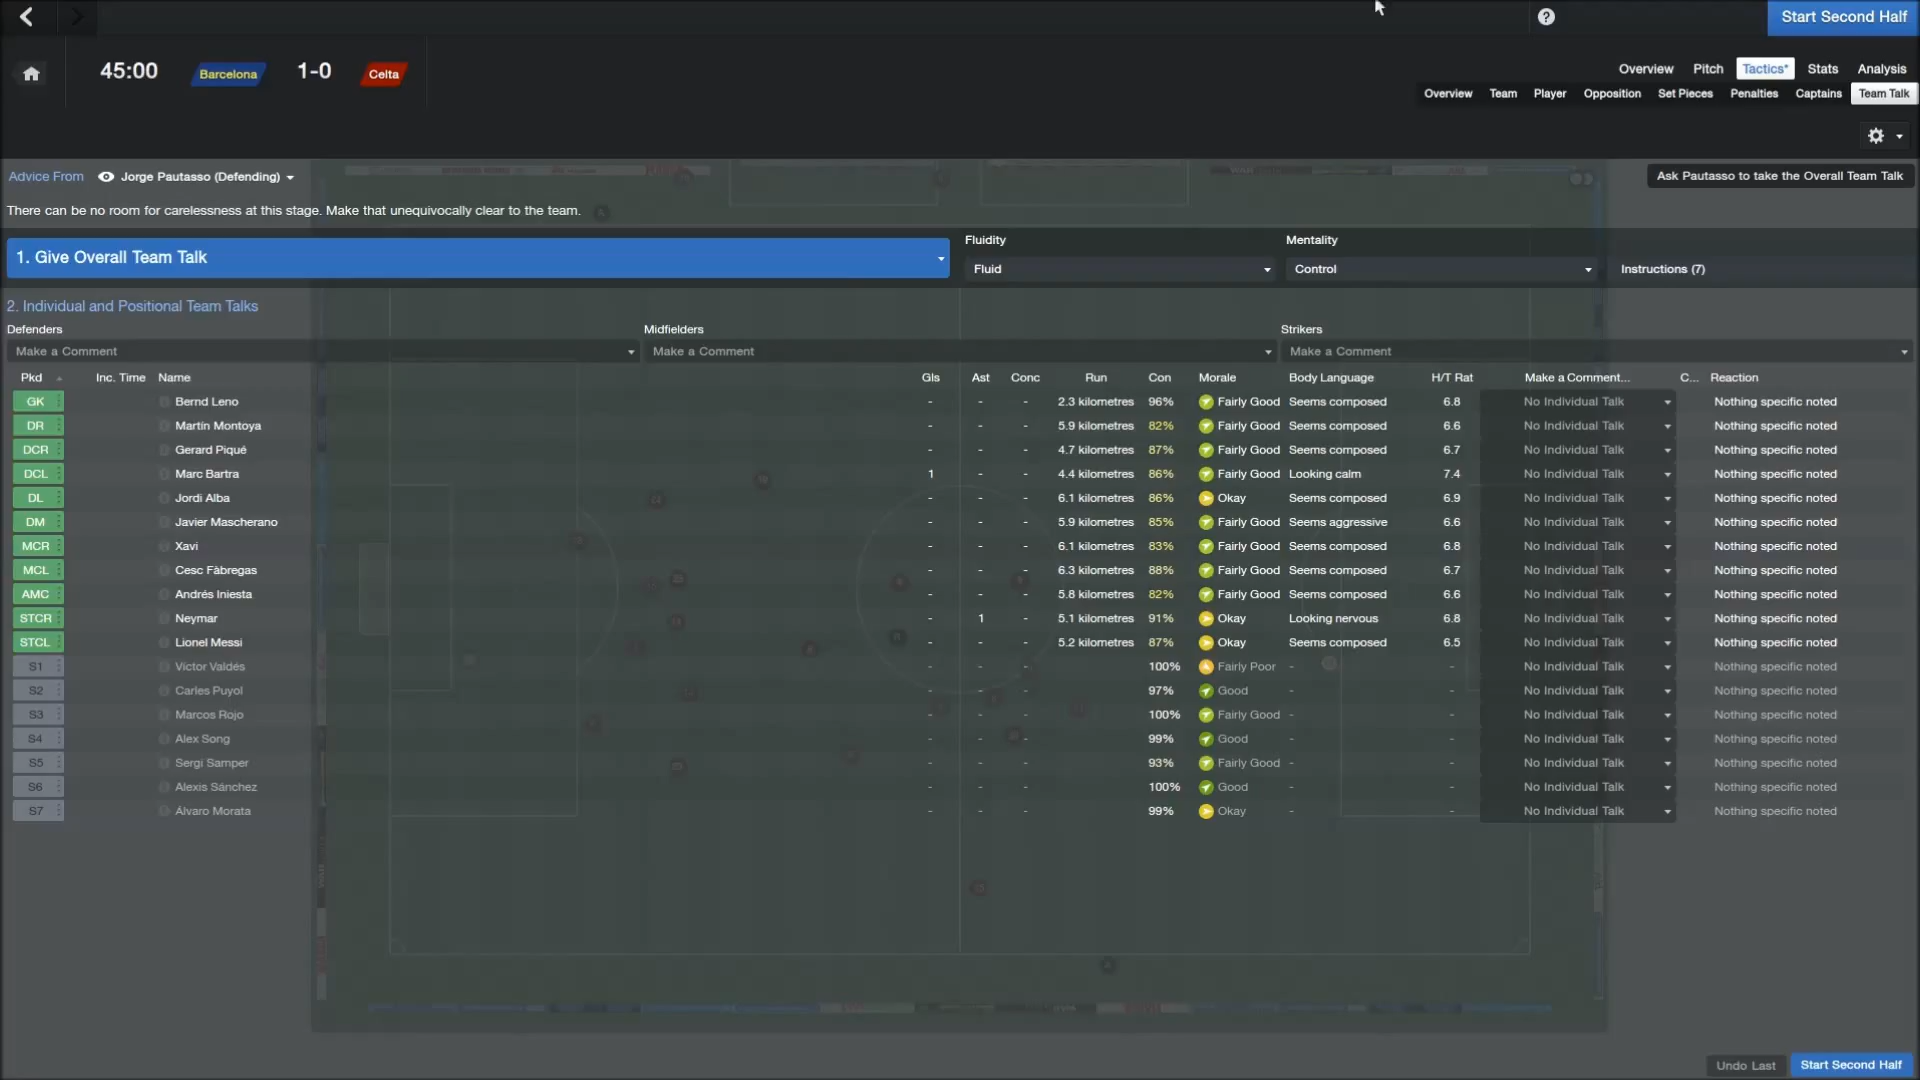 Start Second Half
45:00 Barcelona 1-0 Celta
Overview Pitch Tactics* Stats Analysis
Overview Team Player Opposition Set Pieces Penalties Captains Team Talk
Advice From Jorge Pautasso (Defending) Ask Pautasso to take the Overall Team Talk
There can be no room for carelessness at this stage. Make that unequivocally clear to the team.
Fluidity Mentality
1. Give Overall Team Talk Fluid Control Instructions (7)
2. Individual and Positional Team Talks
Defenders Midfielders Strikers
Make a Comment Make a Comment Make a Comment
Pkd Inc. Time Name Gls Ast Conc Run Con Morale Body Language H/T Rat Make a Comment... C... Reaction
GK Bernd Leno - - - 2.3 kilometres 96% Fairly Good Seems composed 6.8 No Individual Talk Nothing specific noted
DR Martín Montoya - - - 5.9 kilometres 82% Fairly Good Seems composed 6.6 No Individual Talk Nothing specific noted
DCR Gerard Piqué - - - 4.7 kilometres 87% Fairly Good Seems composed 6.7 No Individual Talk Nothing specific noted
DCL Marc Bartra 1 - - 4.4 kilometres 86% Fairly Good Looking calm 7.4 No Individual Talk Nothing specific noted
DL Jordi Alba - - - 6.1 kilometres 86% Okay Seems composed 6.9 No Individual Talk Nothing specific noted
DM Javier Mascherano - - - 5.9 kilometres 85% Fairly Good Seems aggressive 6.6 No Individual Talk Nothing specific noted
MCR Xavi - - - 6.1 kilometres 83% Fairly Good Seems composed 6.8 No Individual Talk Nothing specific noted
MCL Cesc Fàbregas - - - 6.3 kilometres 88% Fairly Good Seems composed 6.7 No Individual Talk Nothing specific noted
AMC Andrés Iniesta - - - 5.8 kilometres 82% Fairly Good Seems composed 6.6 No Individual Talk Nothing specific noted
STCR Neymar - 1 - 5.1 kilometres 91% Okay Looking nervous 6.8 No Individual Talk Nothing specific noted
STCL Lionel Messi - - - 5.2 kilometres 87% Okay Seems composed 6.5 No Individual Talk Nothing specific noted
S1 Víctor Valdés - - - 100% Fairly Poor - - No Individual Talk Nothing specific noted
S2 Carles Puyol - - - 97% Good - - No Individual Talk Nothing specific noted
S3 Marcos Rojo - - - 100% Fairly Good - - No Individual Talk Nothing specific noted
S4 Alex Song - - - 99% Good - - No Individual Talk Nothing specific noted
S5 Sergi Samper - - - 93% Fairly Good - - No Individual Talk Nothing specific noted
S6 Alexis Sánchez - - - 100% Good - - No Individual Talk Nothing specific noted
S7 Álvaro Morata - - - 99% Okay - - No Individual Talk Nothing specific noted
Undo Last Start Second Half